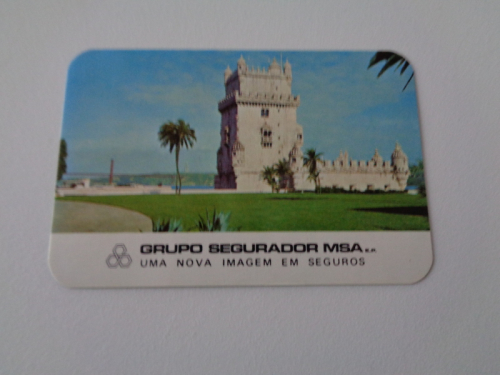 GRUPO SEGURADOR MSA E.P.
UMA NOVA IMAGEM EM SEGUROS